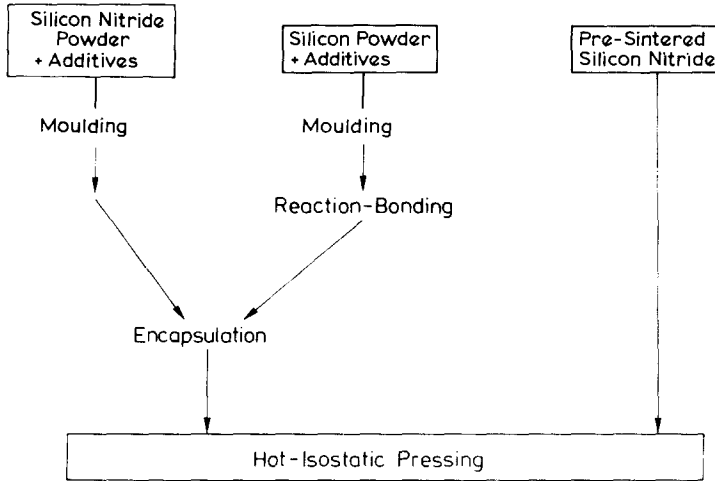 Silicon Nitride
Powder
+ Additives
Silicon Powder
+ Additives
Pre-Sintered
Silicon Nitride
Moulding
Moulding
Reaction-Bonding
Encapsulation
Hot-Isostatic Pressing